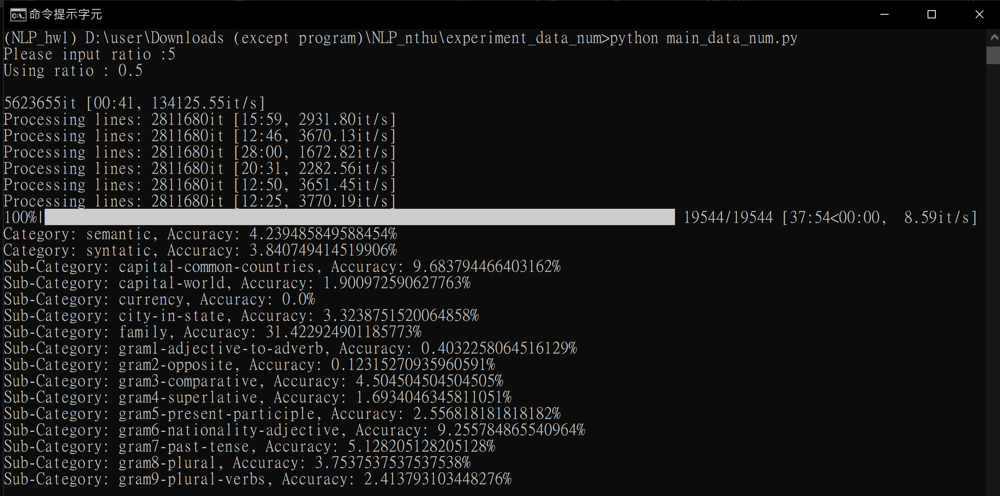 命令提示字元
(NLP_hw1) D:\user\Downloads (except program)\NLP_nthu\experiment_data_num>python main_data_num.py
Please input ratio :5
Using ratio : 0.5
5623655it [00:41, 134125.55it/s]
Processing lines: 2811680it [15:59, 2931.80it/s]
Processing lines: 2811680it [12:46, 3670.13it/s]
Processing lines: 2811680it [28:00, 1672.82it/s]
Processing lines: 2811680it [20:31, 2282.56it/s]
Processing lines: 2811680it [12:50, 3651.45it/s]
Processing lines: 2811680it [12:25, 3770.19it/s]
100%| 19544/19544 [37:54<00:00, 8.59it/s]
Category: semantic, Accuracy: 4.239485849588454%
Category: syntatic, Accuracy: 3.840749414519906%
Sub-Category: capital-common-countries, Accuracy: 9.683794466403162%
Sub-Category: capital-world, Accuracy: 1.900972590627763%
Sub-Category: currency, Accuracy: 0.0%
Sub-Category: city-in-state, Accuracy: 3.323875152006485​8%
Sub-Category: family, Accuracy: 31.422924901185773%
Sub-Category: gram1-adjective-to-adverb, Accuracy: 0.4032258064516129%
Sub-Category: gram2-opposite, Accuracy: 0.12315270935960591%
Sub-Category: gram3-comparative, Accuracy: 4.504504504504505%
Sub-Category: gram4-superlative, Accuracy: 1.6934046345811051%
Sub-Category: gram5-present-participle, Accuracy: 2.556818181818182%
Sub-Category: gram6-nationality-adjective, Accuracy: 9.255784865540964%
Sub-Category: gram7-past-tense, Accuracy: 5.128205128205128%
Sub-Category: gram8-plural, Accuracy: 3.7537537537537538%
Sub-Category: gram9-plural-verbs, Accuracy: 2.413793103448276%